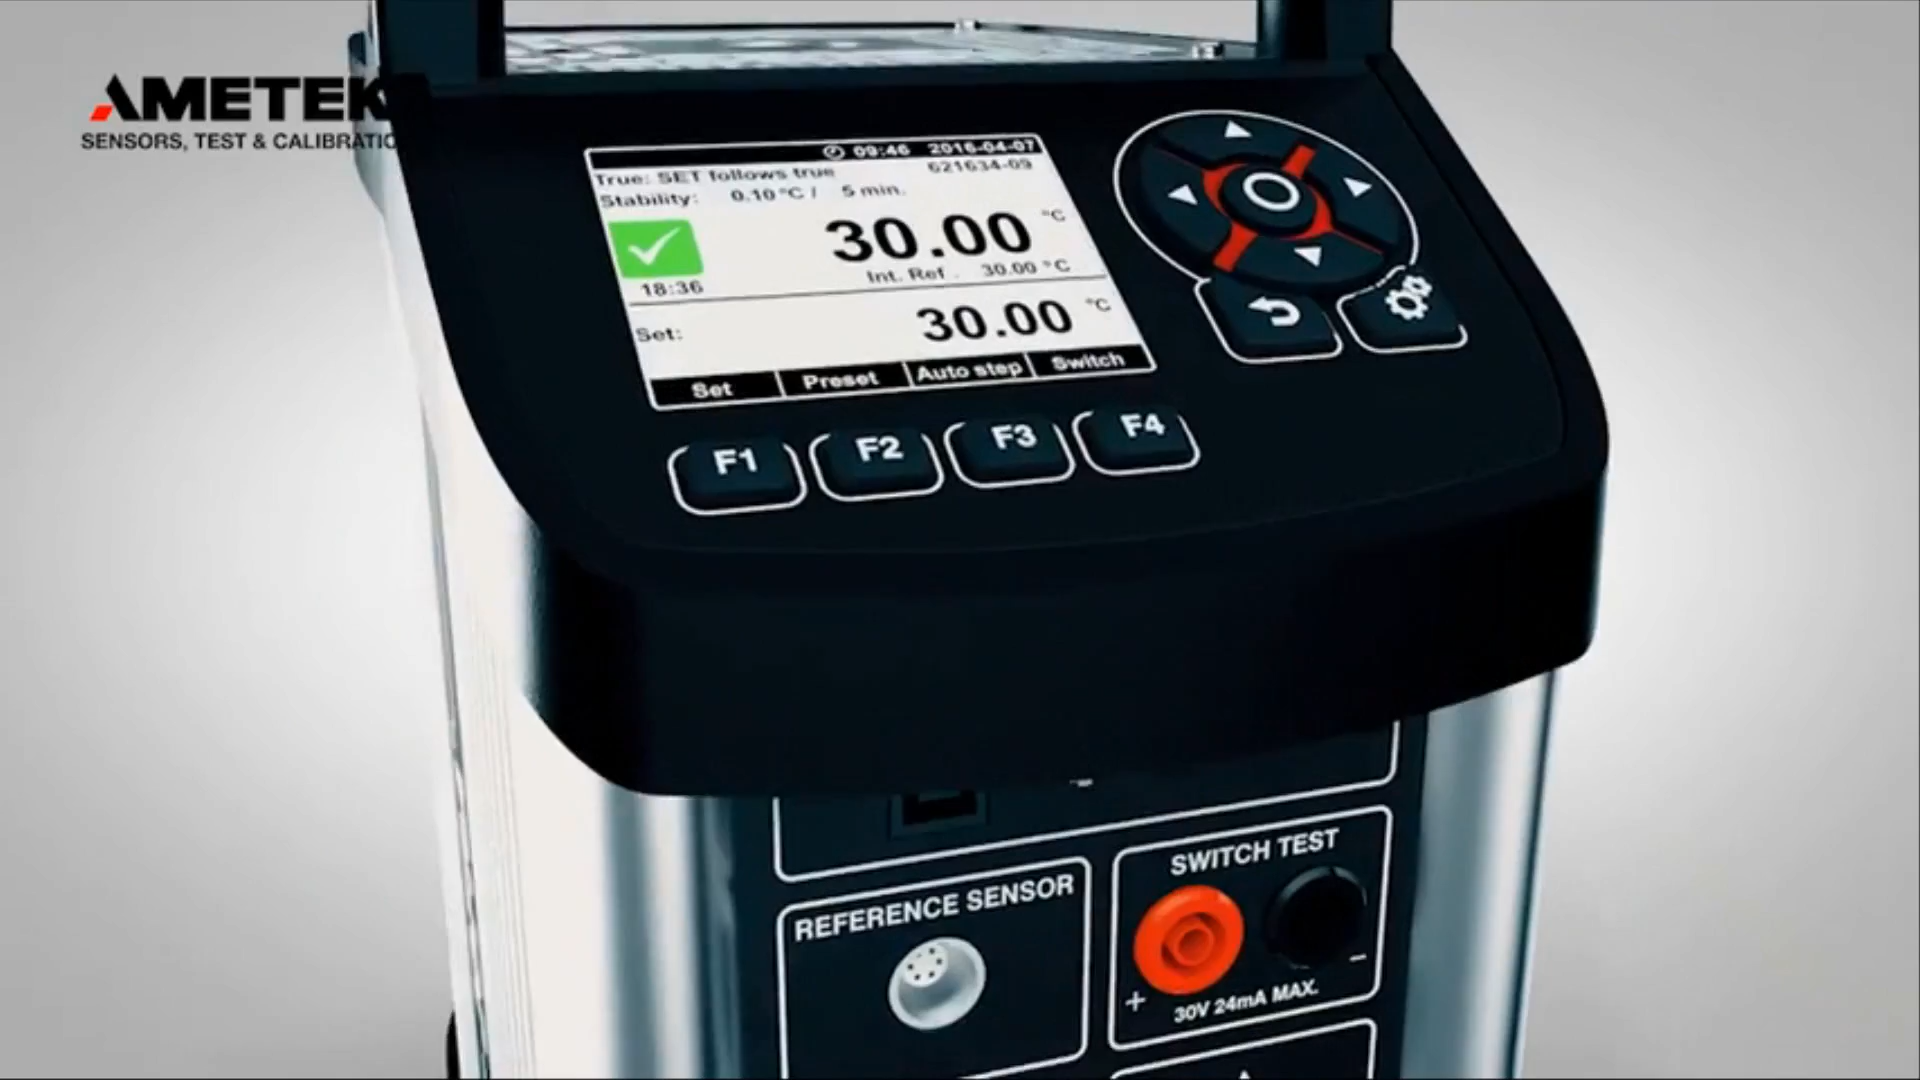 AMETEK
SENSORS, TEST & CALIBRATIO
09:46 2016-04-07
True: SET follows true 621634-09
Stability: 0.10 °C / 5 min.
30.00 °C
Int. Ref. 30.00 °C
18:36
Set: 30.00 °C
Set Preset Auto step Switch
F1 F2 F3 F4
SWITCH TEST
REFERENCE SENSOR
+ -
30V 24mA MAX.